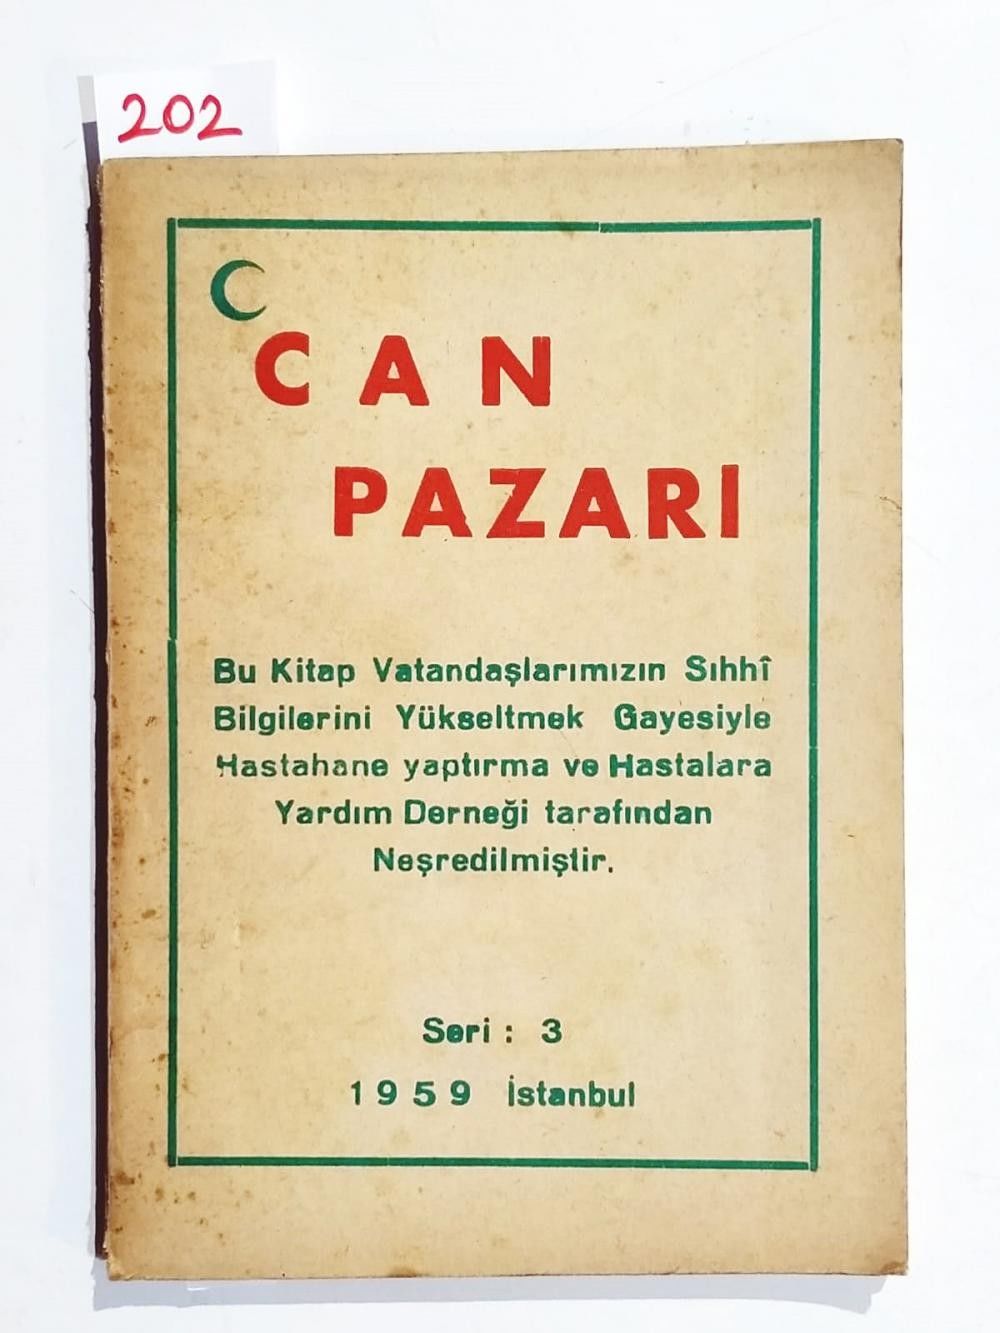 202
CAN
PAZARI
Bu Kitap Vatandaşlarımızın Sıhhî
Bilgilerini Yükseltmek Gayesiyle
Hastahane yaptırma ve Hastalara
Yardım Derneği tarafından
Neşredilmiştir.
Seri : 3
1959 İstanbul